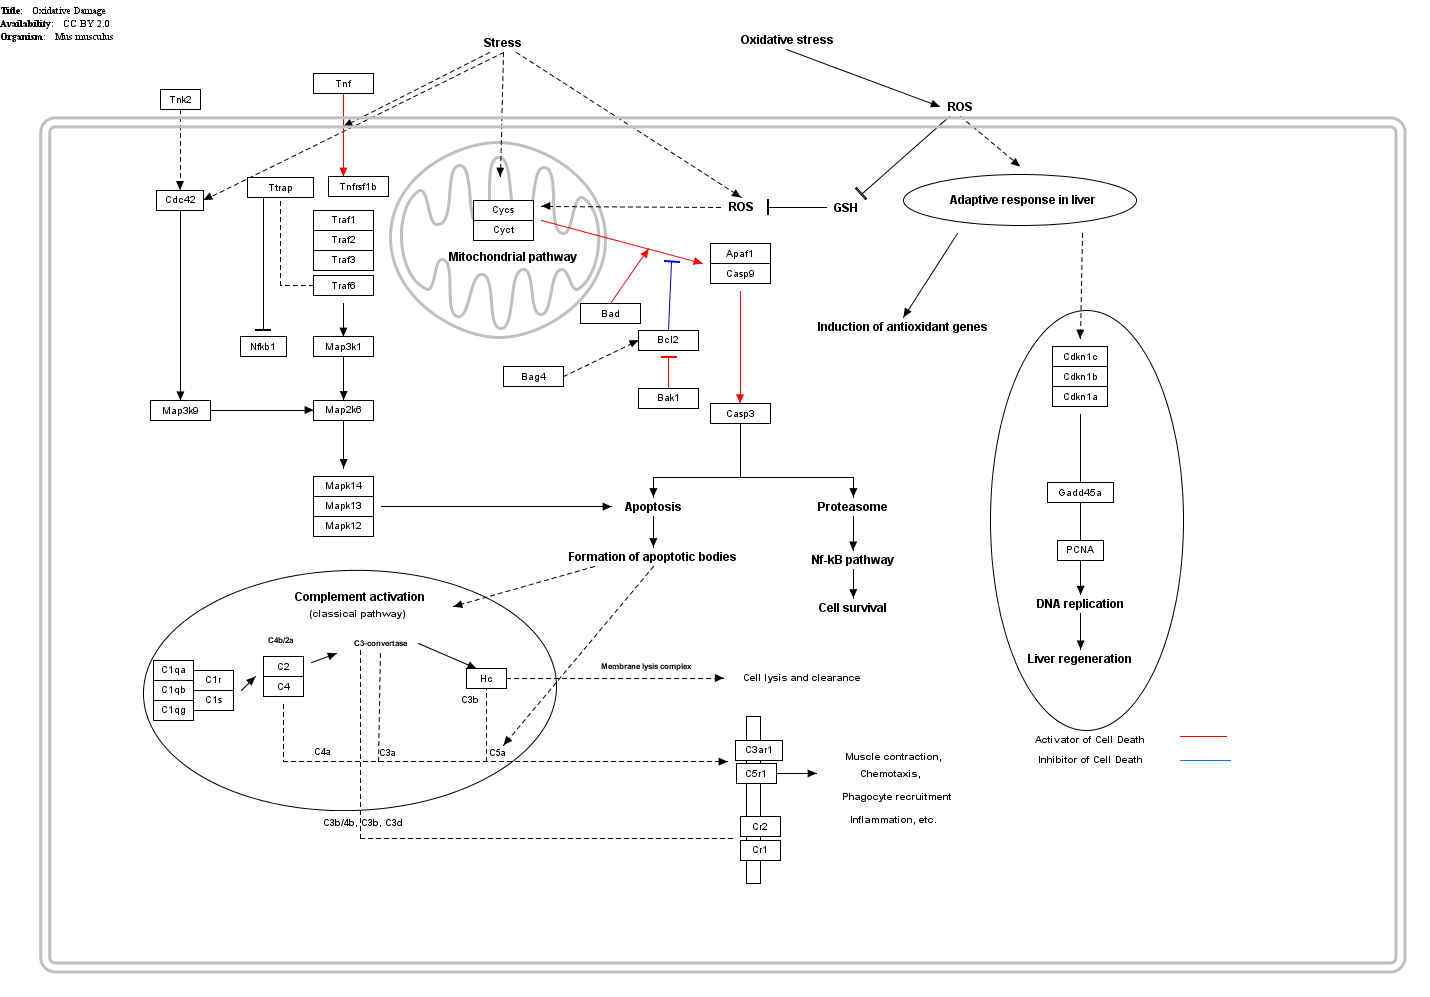 Title: Oxidative Damage
Availability: CC BY 2.0
Organism: Mus musculus
Stress
Oxidative stress
Tnf
Tnk2
ROS
Cdc42
Ttrap
Tnfrsf1b
Adaptive response in liver
Cycs
Cyct
ROS
GSH
Traf1
Traf2
Traf3
Traf6
Mitochondrial pathway
Apaf1
Casp9
Bad
Induction of antioxidant genes
Nfkb1
Map3k1
Bcl2
Cdkn1c
Cdkn1b
Cdkn1a
Bag4
Bak1
Map3k9
Map2k6
Casp3
Mapk14
Mapk13
Mapk12
Gadd45a
Apoptosis
Proteasome
PCNA
Formation of apoptotic bodies
Nf-kB pathway
Complement activation
(classical pathway)
Cell survival
DNA replication
C4b/2a
C3-convertase
Liver regeneration
C1qa
C1qb
C1qg
C1r
C1s
C2
C4
Hc
Membrane lysis complex
Cell lysis and clearance
C3b
C4a
C3a
C5a
C3ar1
C5r1
Activator of Cell Death
Inhibitor of Cell Death
Muscle contraction,
Chemotaxis,
Phagocyte recruitment
Inflammation, etc.
C3b/4b, C3b, C3d
Cr2
Cr1